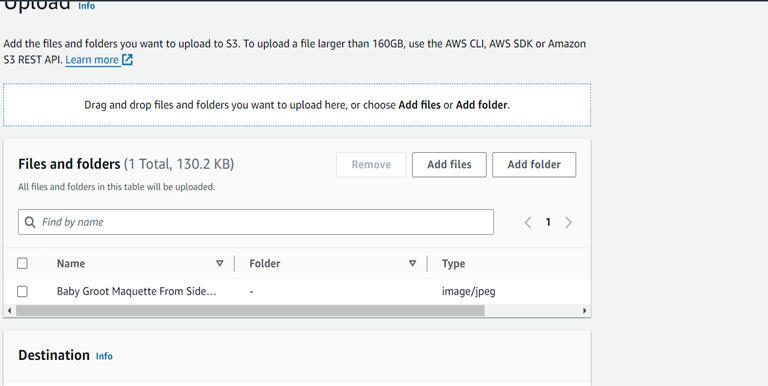 Upload Info
Add the files and folders you want to upload to S3. To upload a file larger than 160GB, use the AWS CLI, AWS SDK or Amazon
S3 REST API. Learn more
Drag and drop files and folders you want to upload here, or choose Add files or Add folder.
Files and folders (1 Total, 130.2 KB)
Remove Add files Add folder
All files and folders in this table will be uploaded.
Find by name
1
Name Folder Type
Baby Groot Maquette From Side... - image/jpeg
Destination Info